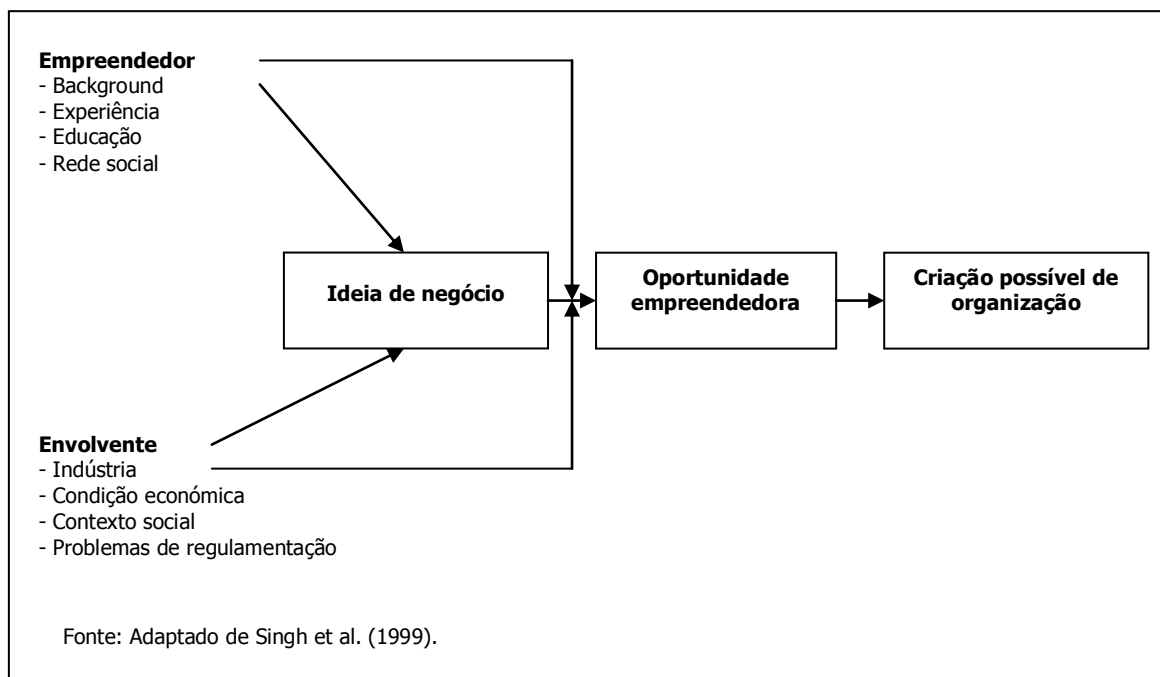 Empreendedor
- Background
- Experiência
- Educação
- Rede social
Ideia de negócio
Oportunidade
empreendedora
Criação possível de
organização
Envolvente
- Indústria
- Condição económica
- Contexto social
- Problemas de regulamentação
Fonte: Adaptado de Singh et al. (1999).